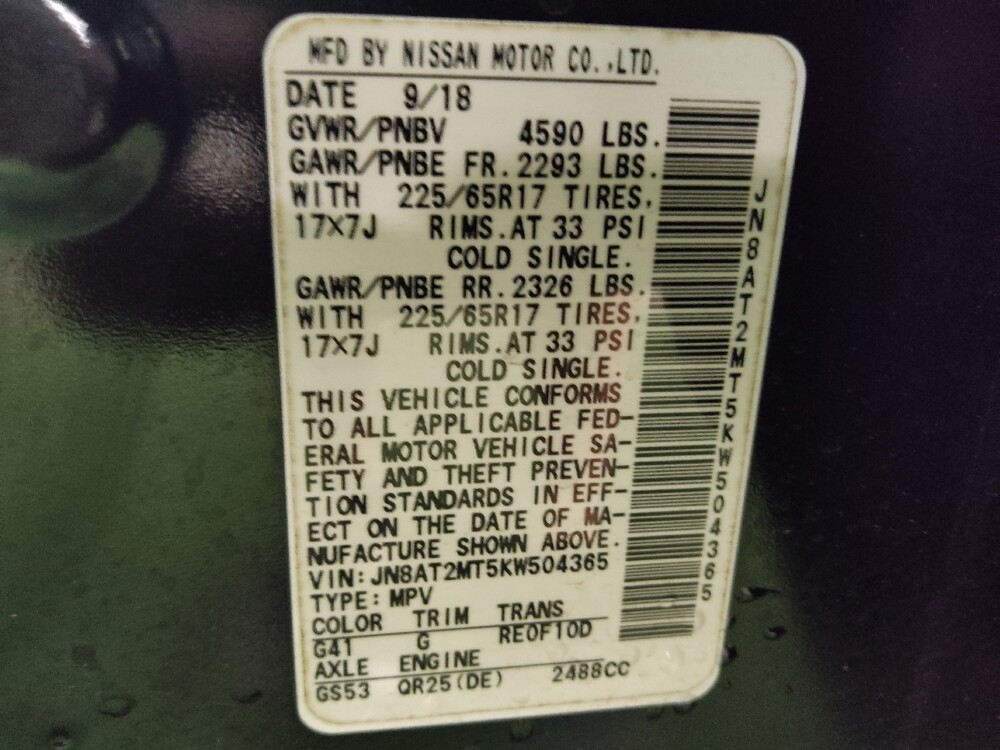 MFD BY NISSAN MOTOR CO.,LTD.
DATE 9/18
GVWR/PNBV 4590 LBS.
GAWR/PNBE FR.2293 LBS.
WITH 225/65R17 TIRES,
17×7J RIMS.AT 33 PSI
COLD SINGLE.
GAWR/PNBE RR.2326 LBS.
WITH 225/65R17 TIRES,
17×7J RIMS.AT 33 PSI
COLD SINGLE.
THIS VEHICLE CONFORMS
TO ALL APPLICABLE FED-
ERAL MOTOR VEHICLE SA-
FETY AND THEFT PREVEN-
TION STANDARDS IN EFF-
ECT ON THE DATE OF MA-
NUFACTURE SHOWN ABOVE.
VIN:JN8AT2MT5KW504365
TYPE:MPV
COLOR TRIM TRANS
G41 G RE0F10D
AXLE ENGINE
GS53 QR25(DE) 2488CC
JN8AT2MT5KW504365